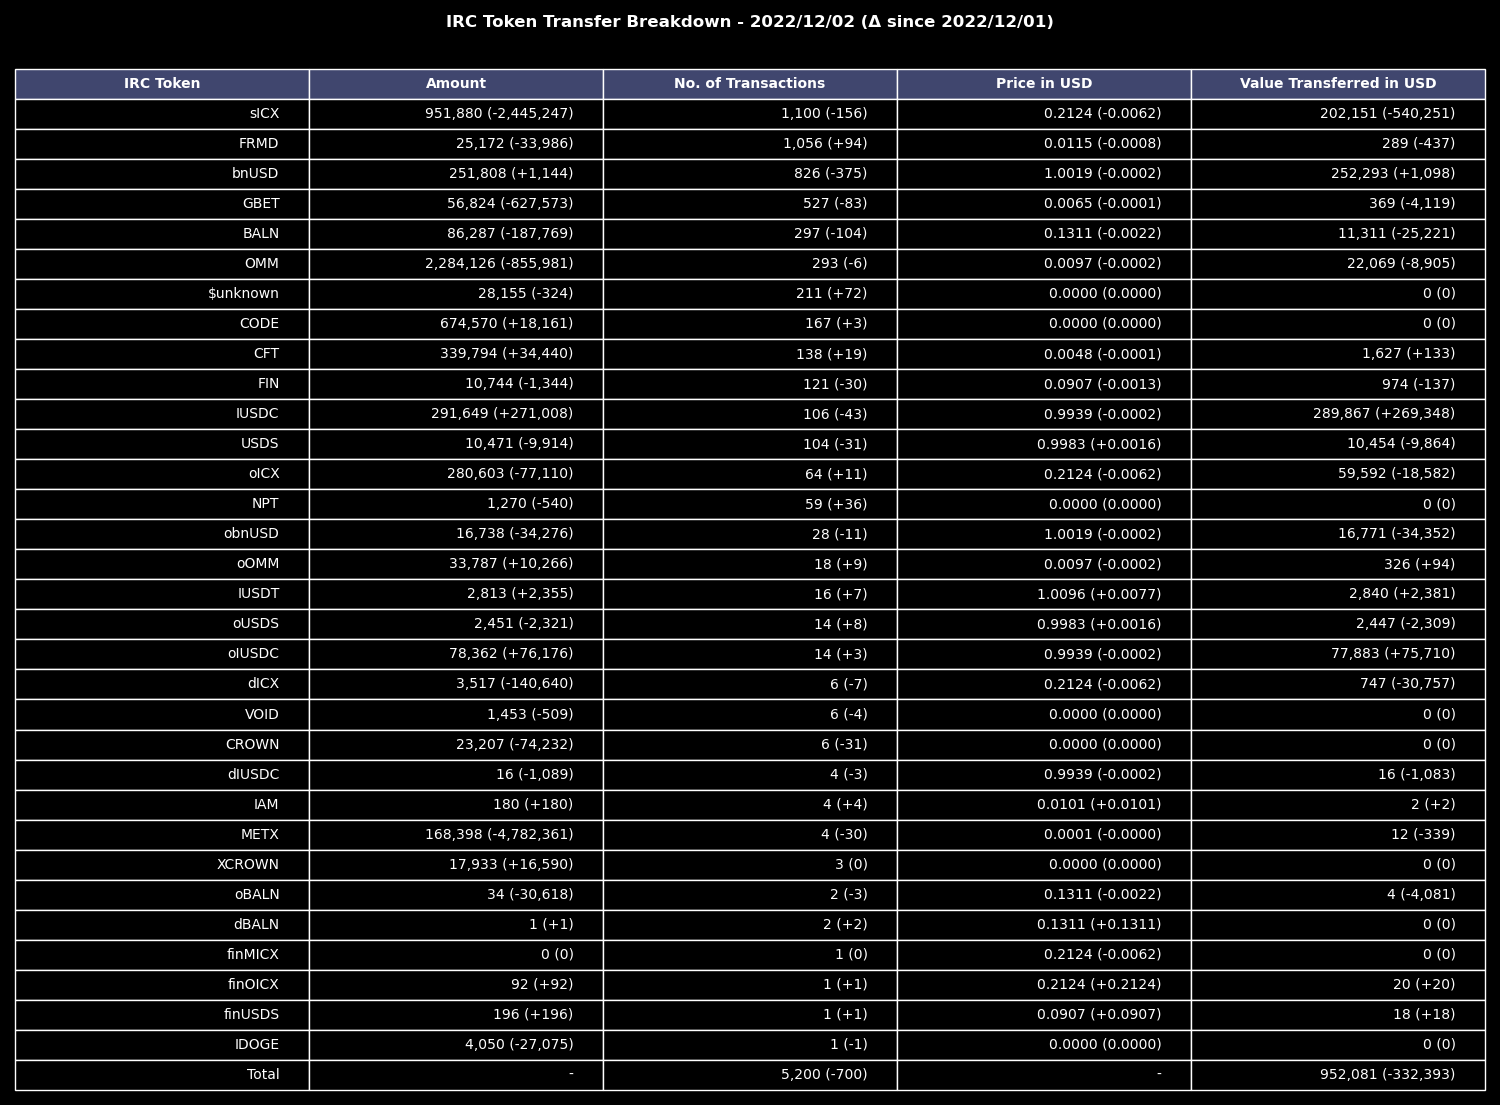 IRC Token Transfer Breakdown - 2022/12/02 (Δ since 2022/12/01)
IRC Token Amount No. of Transactions Price in USD Value Transferred in USD
sICX 951,880 (-2,445,247) 1,100 (-156) 0.2124 (-0.0062) 202,151 (-540,251)
FRMD 25,172 (-33,986) 1,056 (+94) 0.0115 (-0.0008) 289 (-437)
bnUSD 251,808 (+1,144) 826 (-375) 1.0019 (-0.0002) 252,293 (+1,098)
GBET 56,824 (-627,573) 527 (-83) 0.0065 (-0.0001) 369 (-4,119)
BALN 86,287 (-187,769) 297 (-104) 0.1311 (-0.0022) 11,311 (-25,221)
OMM 2,284,126 (-855,981) 293 (-6) 0.0097 (-0.0002) 22,069 (-8,905)
$unknown 28,155 (-324) 211 (+72) 0.0000 (0.0000) 0 (0)
CODE 674,570 (+18,161) 167 (+3) 0.0000 (0.0000) 0 (0)
CFT 339,794 (+34,440) 138 (+19) 0.0048 (-0.0001) 1,627 (+133)
FIN 10,744 (-1,344) 121 (-30) 0.0907 (-0.0013) 974 (-137)
IUSDC 291,649 (+271,008) 106 (-43) 0.9939 (-0.0002) 289,867 (+269,348)
USDS 10,471 (-9,914) 104 (-31) 0.9983 (+0.0016) 10,454 (-9,864)
oICX 280,603 (-77,110) 64 (+11) 0.2124 (-0.0062) 59,592 (-18,582)
NPT 1,270 (-540) 59 (+36) 0.0000 (0.0000) 0 (0)
obnUSD 16,738 (-34,276) 28 (-11) 1.0019 (-0.0002) 16,771 (-34,352)
oOMM 33,787 (+10,266) 18 (+9) 0.0097 (-0.0002) 326 (+94)
IUSDT 2,813 (+2,355) 16 (+7) 1.0096 (+0.0077) 2,840 (+2,381)
oUSDS 2,451 (-2,321) 14 (+8) 0.9983 (+0.0016) 2,447 (-2,309)
oIUSDC 78,362 (+76,176) 14 (+3) 0.9939 (-0.0002) 77,883 (+75,710)
dICX 3,517 (-140,640) 6 (-7) 0.2124 (-0.0062) 747 (-30,757)
VOID 1,453 (-509) 6 (-4) 0.0000 (0.0000) 0 (0)
CROWN 23,207 (-74,232) 6 (-31) 0.0000 (0.0000) 0 (0)
dIUSDC 16 (-1,089) 4 (-3) 0.9939 (-0.0002) 16 (-1,083)
IAM 180 (+180) 4 (+4) 0.0101 (+0.0101) 2 (+2)
METX 168,398 (-4,782,361) 4 (-30) 0.0001 (-0.0000) 12 (-339)
XCROWN 17,933 (+16,590) 3 (0) 0.0000 (0.0000) 0 (0)
oBALN 34 (-30,618) 2 (-3) 0.1311 (-0.0022) 4 (-4,081)
dBALN 1 (+1) 2 (+2) 0.1311 (+0.1311) 0 (0)
finMICX 0 (0) 1 (0) 0.2124 (-0.0062) 0 (0)
finOICX 92 (+92) 1 (+1) 0.2124 (+0.2124) 20 (+20)
finUSDS 196 (+196) 1 (+1) 0.0907 (+0.0907) 18 (+18)
IDOGE 4,050 (-27,075) 1 (-1) 0.0000 (0.0000) 0 (0)
Total - 5,200 (-700) - 952,081 (-332,393)